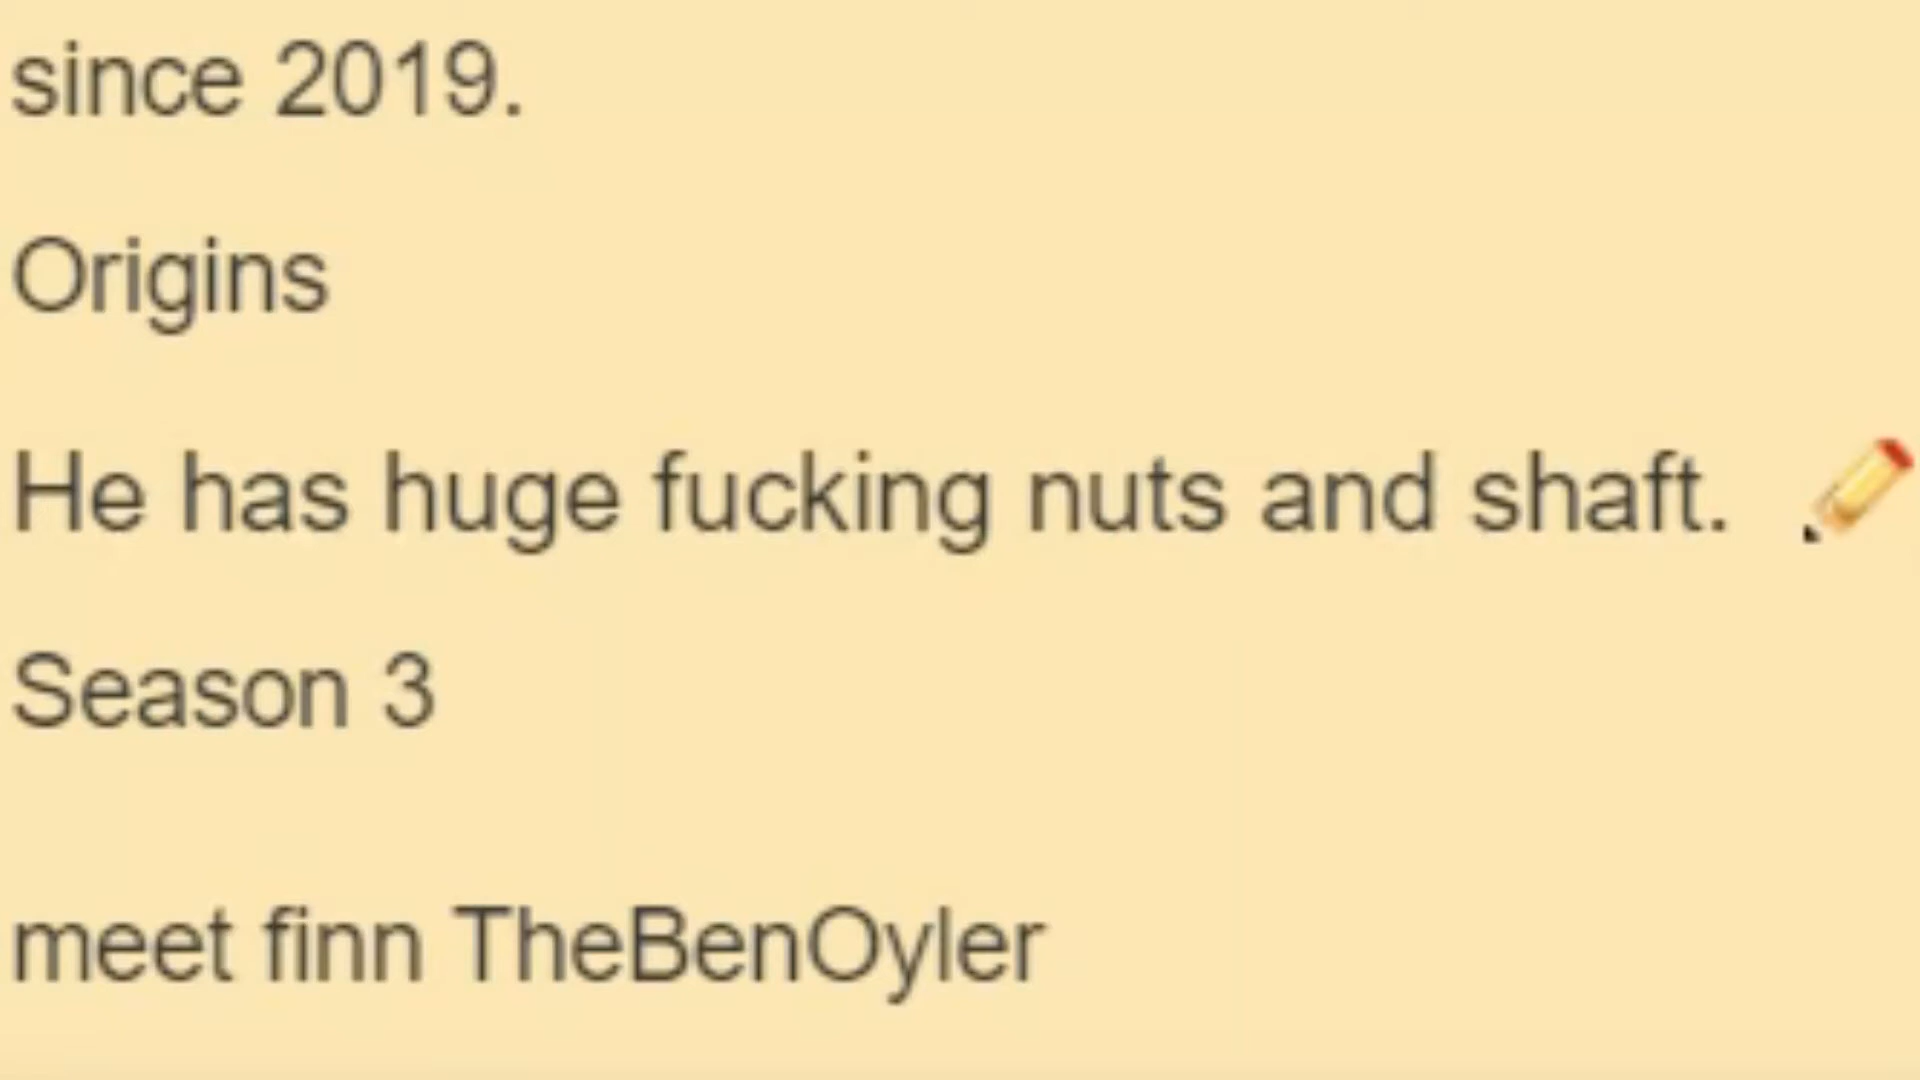 since 2019.
Origins
He has huge fucking nuts and shaft.
Season 3
meet finn TheBenOyler